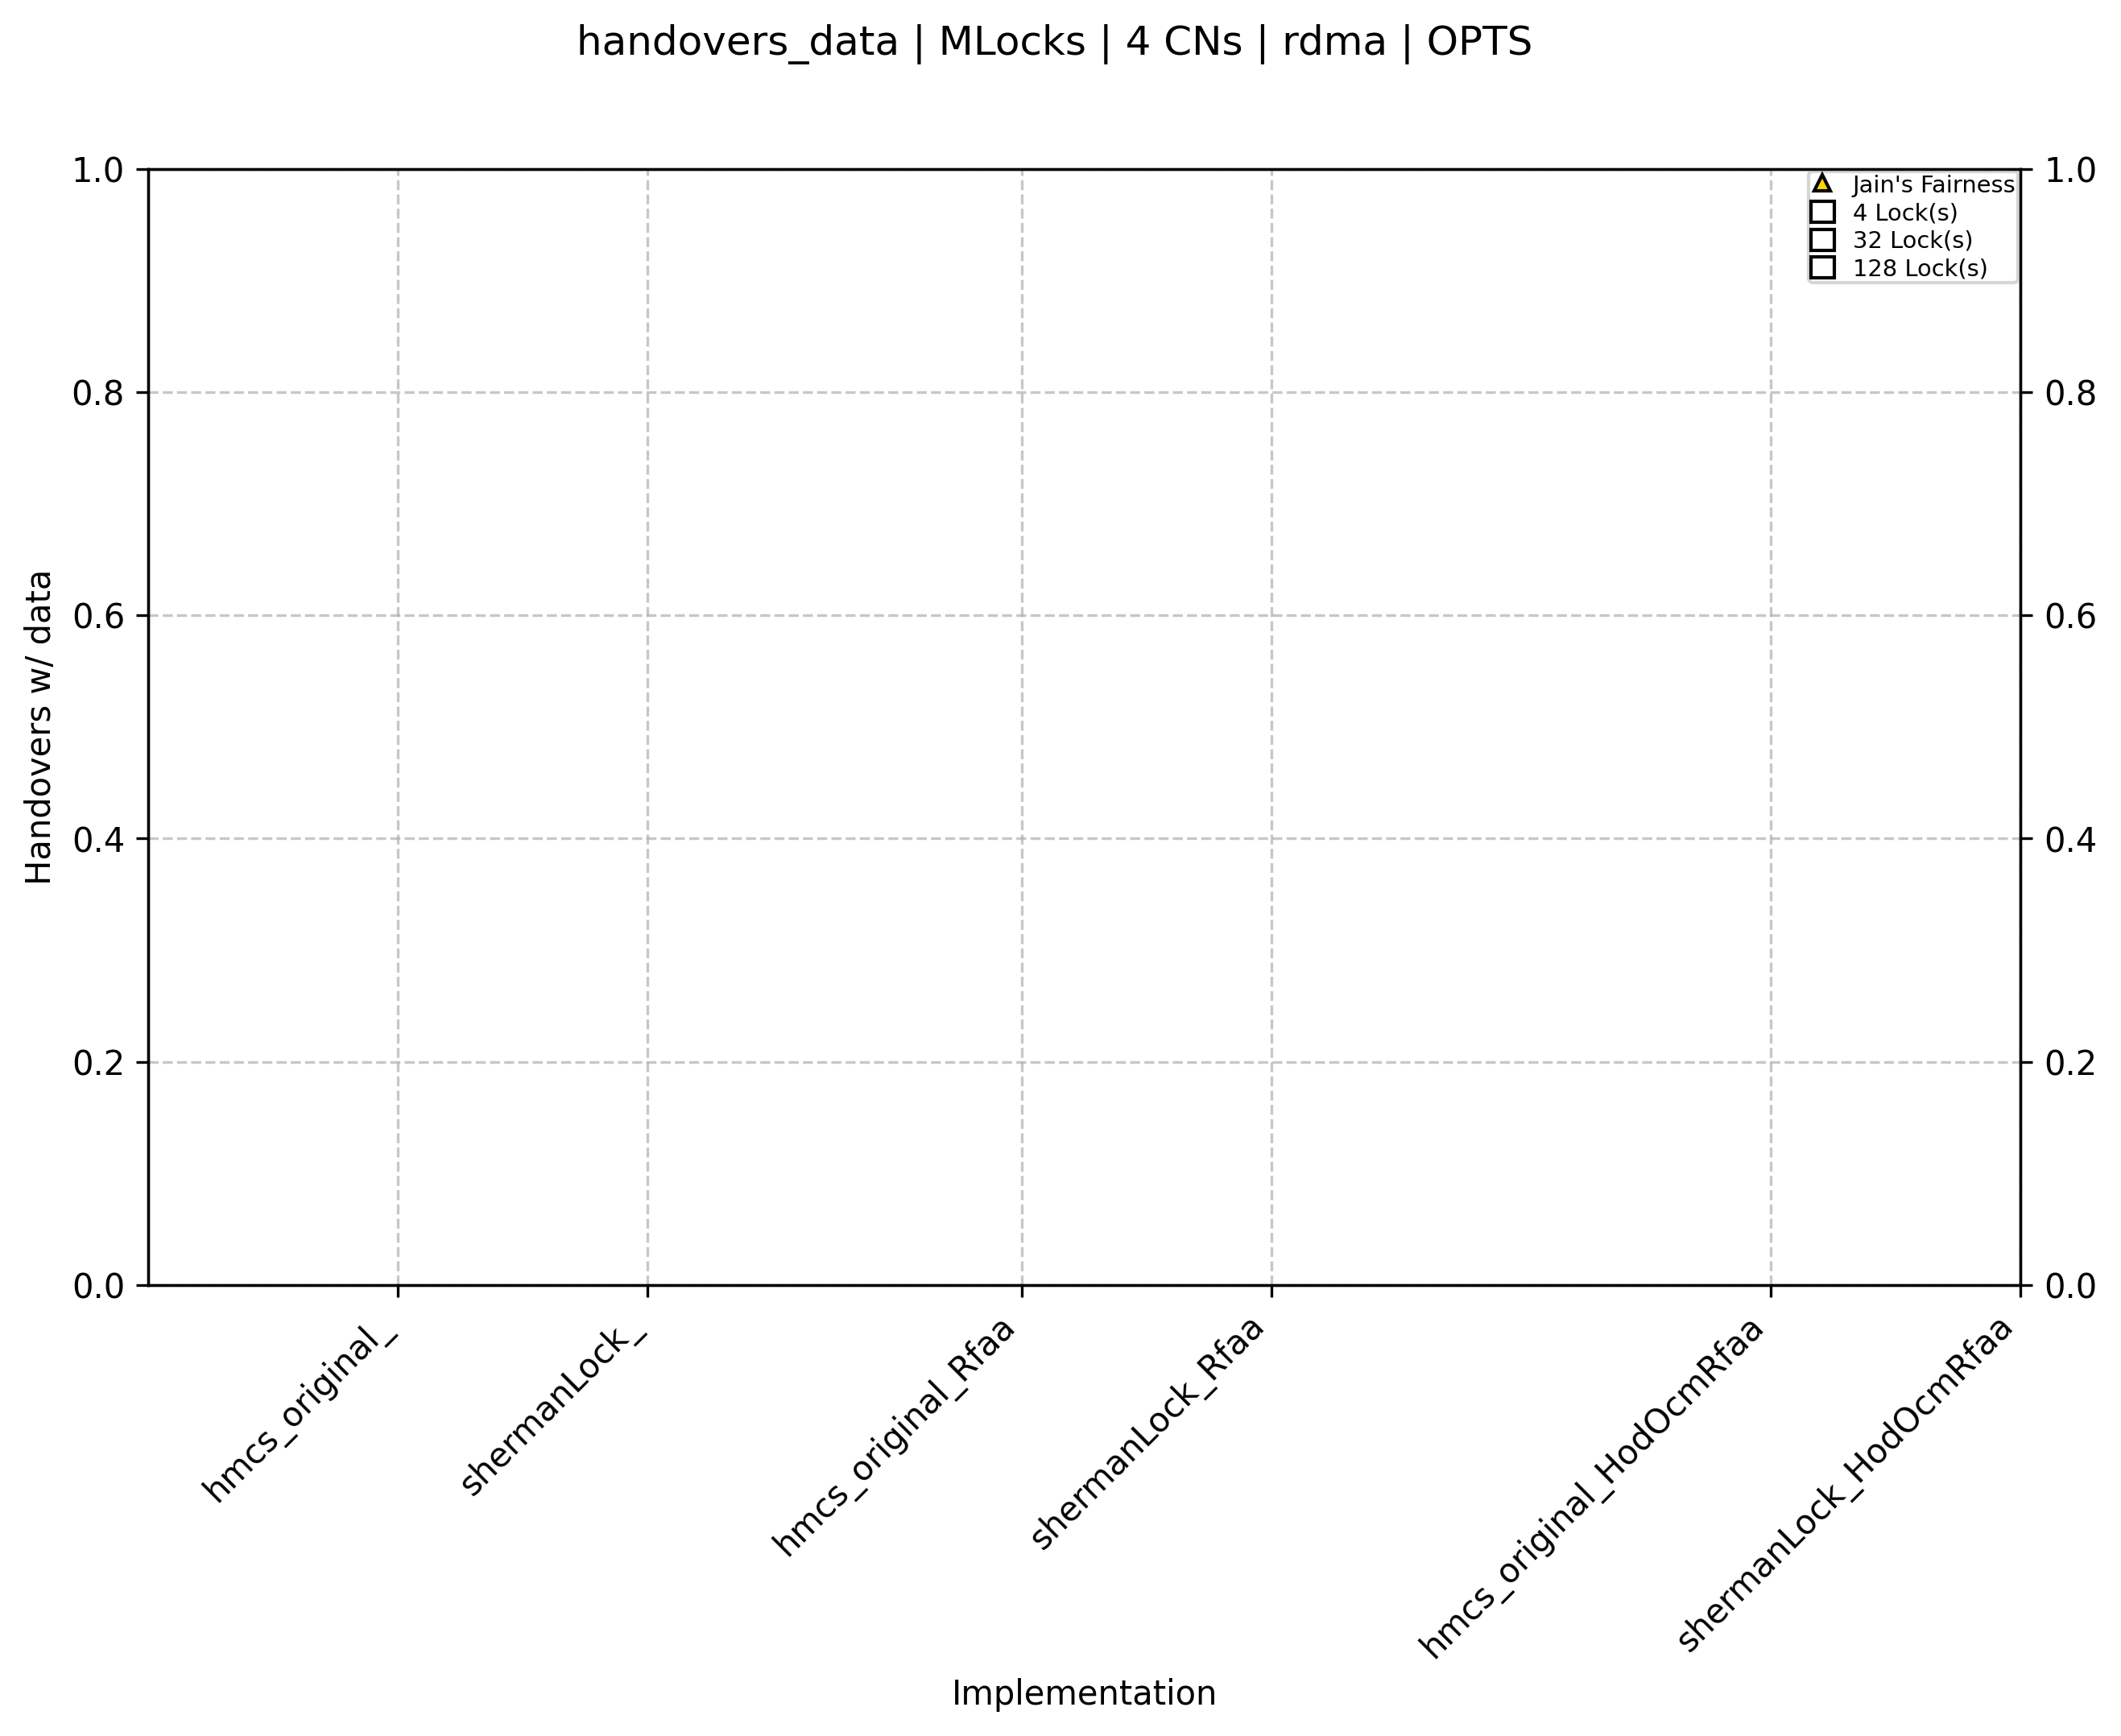 handovers_data | MLocks | 4 CNs | rdma | OPTS
1.0
0.8
0.6
0.4
0.2
0.0
Handovers w/ data
1.0
0.8
0.6
0.4
0.2
0.0
Jain's Fairness
4 Lock(s)
32 Lock(s)
128 Lock(s)
hmcs_original_
shermanLock_
hmcs_original_Rfaa
shermanLock_Rfaa
hmcs_original_HodOcmRfaa
shermanLock_HodOcmRfaa
Implementation